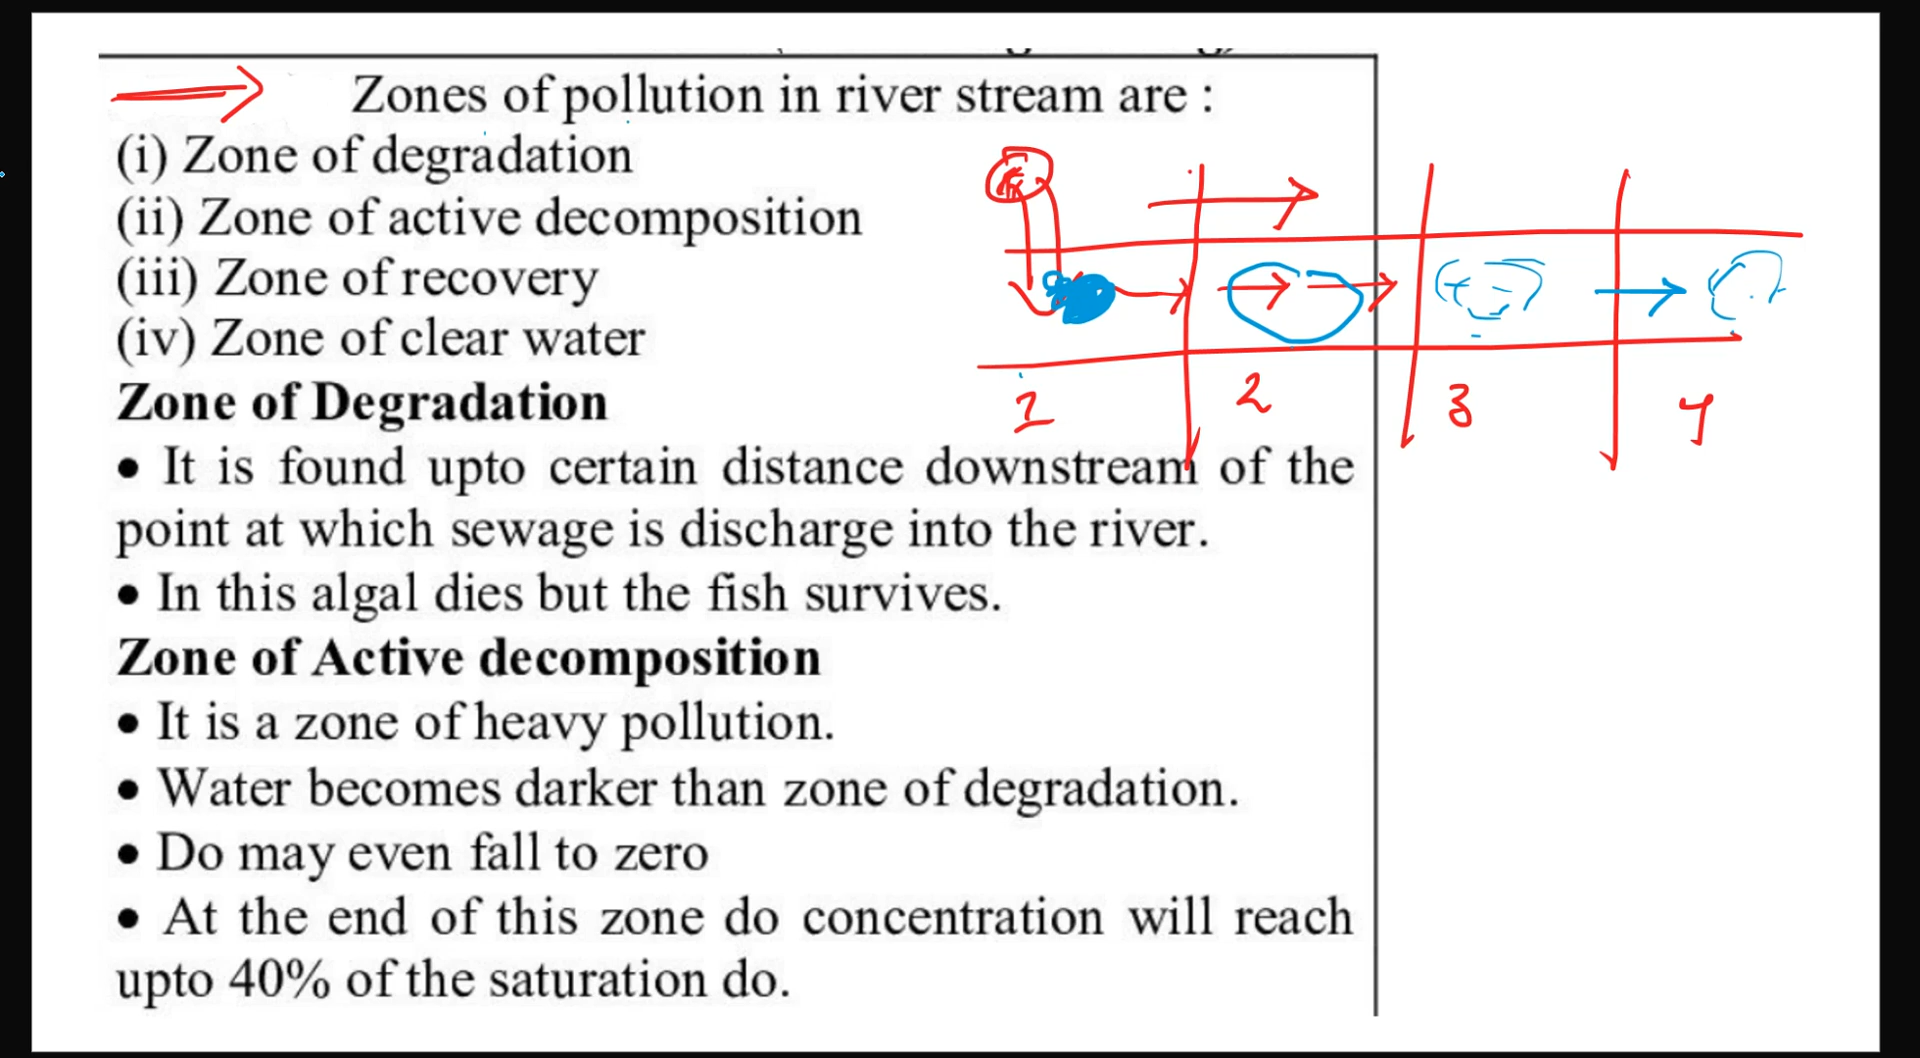 Zones of pollution in river stream are :
(i) Zone of degradation
(ii) Zone of active decomposition
(iii) Zone of recovery
(iv) Zone of clear water
1 2 3 4
Zone of Degradation
• It is found upto certain distance downstream of the
point at which sewage is discharge into the river.
• In this algal dies but the fish survives.
Zone of Active decomposition
• It is a zone of heavy pollution.
• Water becomes darker than zone of degradation.
• Do may even fall to zero
• At the end of this zone do concentration will reach
upto 40% of the saturation do.